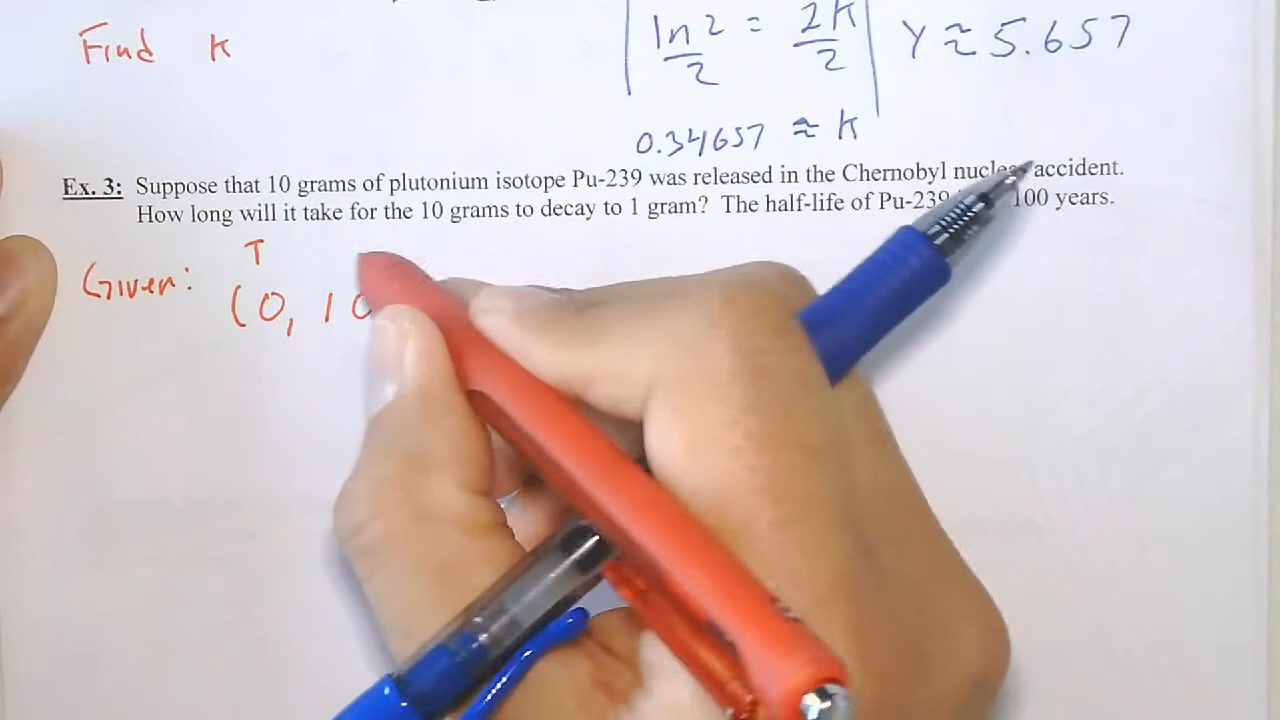 Find K
ln 2 / 2 = 2K / 2
Y ≈ 5.657
0.34657 ≈ K
Ex. 3: Suppose that 10 grams of plutonium isotope Pu-239 was released in the Chernobyl accident.
How long will it take for the 10 grams to decay to 1 gram? The half-life of Pu-239 100 years.
T
Given: (0, 10